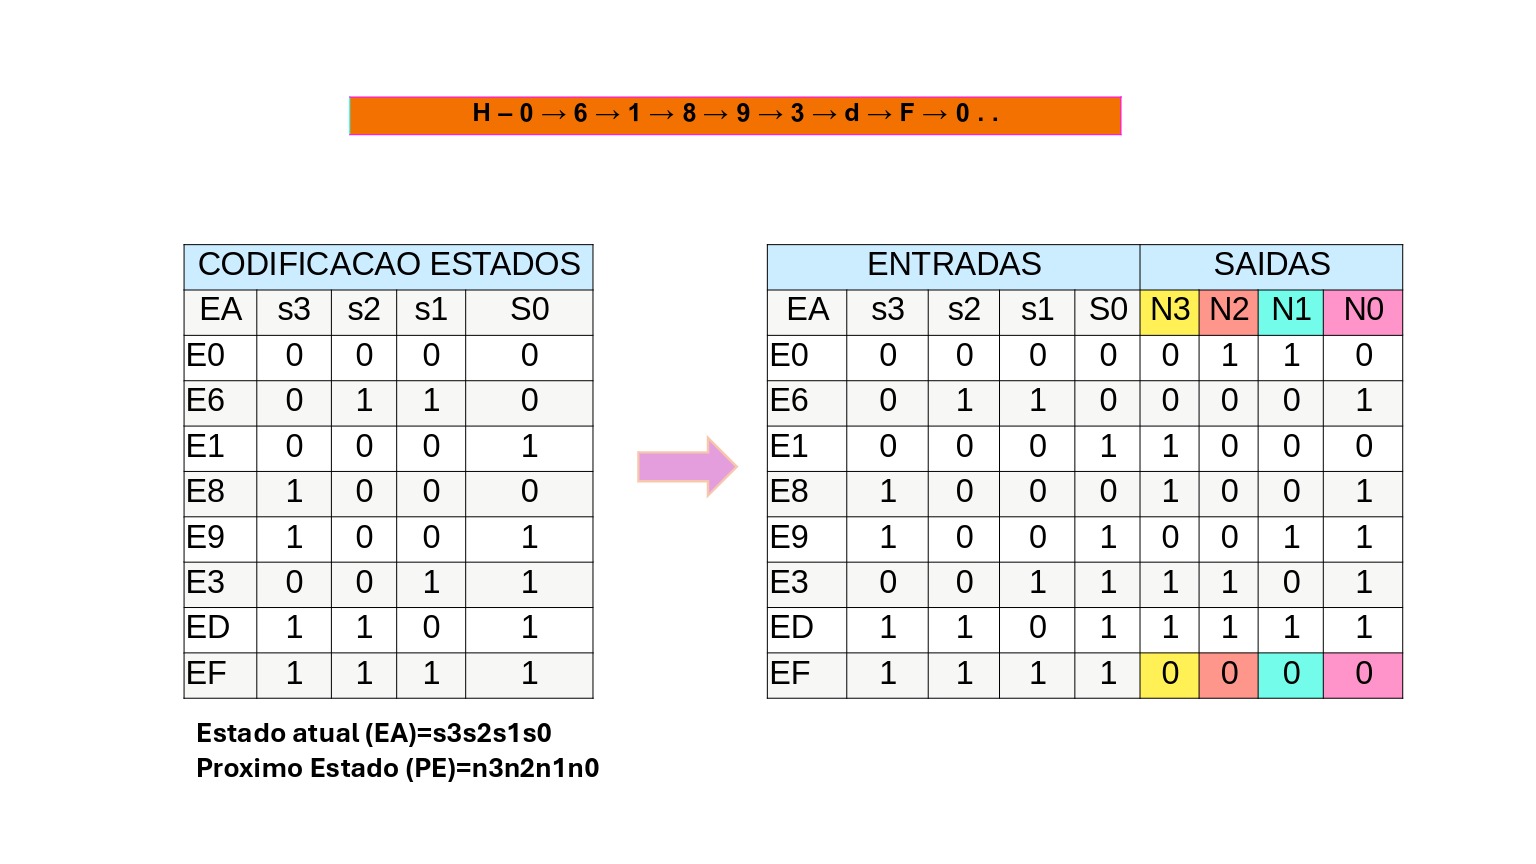 H – 0 → 6 → 1 → 8 → 9 → 3 → d → F → 0 . .
CODIFICACAO ESTADOS
EA s3 s2 s1 S0
E0 0 0 0 0
E6 0 1 1 0
E1 0 0 0 1
E8 1 0 0 0
E9 1 0 0 1
E3 0 0 1 1
ED 1 1 0 1
EF 1 1 1 1
Estado atual (EA)=s3s2s1s0
Proximo Estado (PE)=n3n2n1n0
ENTRADAS SAIDAS
EA s3 s2 s1 S0 N3 N2 N1 N0
E0 0 0 0 0 0 1 1 0
E6 0 1 1 0 0 0 0 1
E1 0 0 0 1 1 0 0 0
E8 1 0 0 0 1 0 0 1
E9 1 0 0 1 0 0 1 1
E3 0 0 1 1 1 1 0 1
ED 1 1 0 1 1 1 1 1
EF 1 1 1 1 0 0 0 0